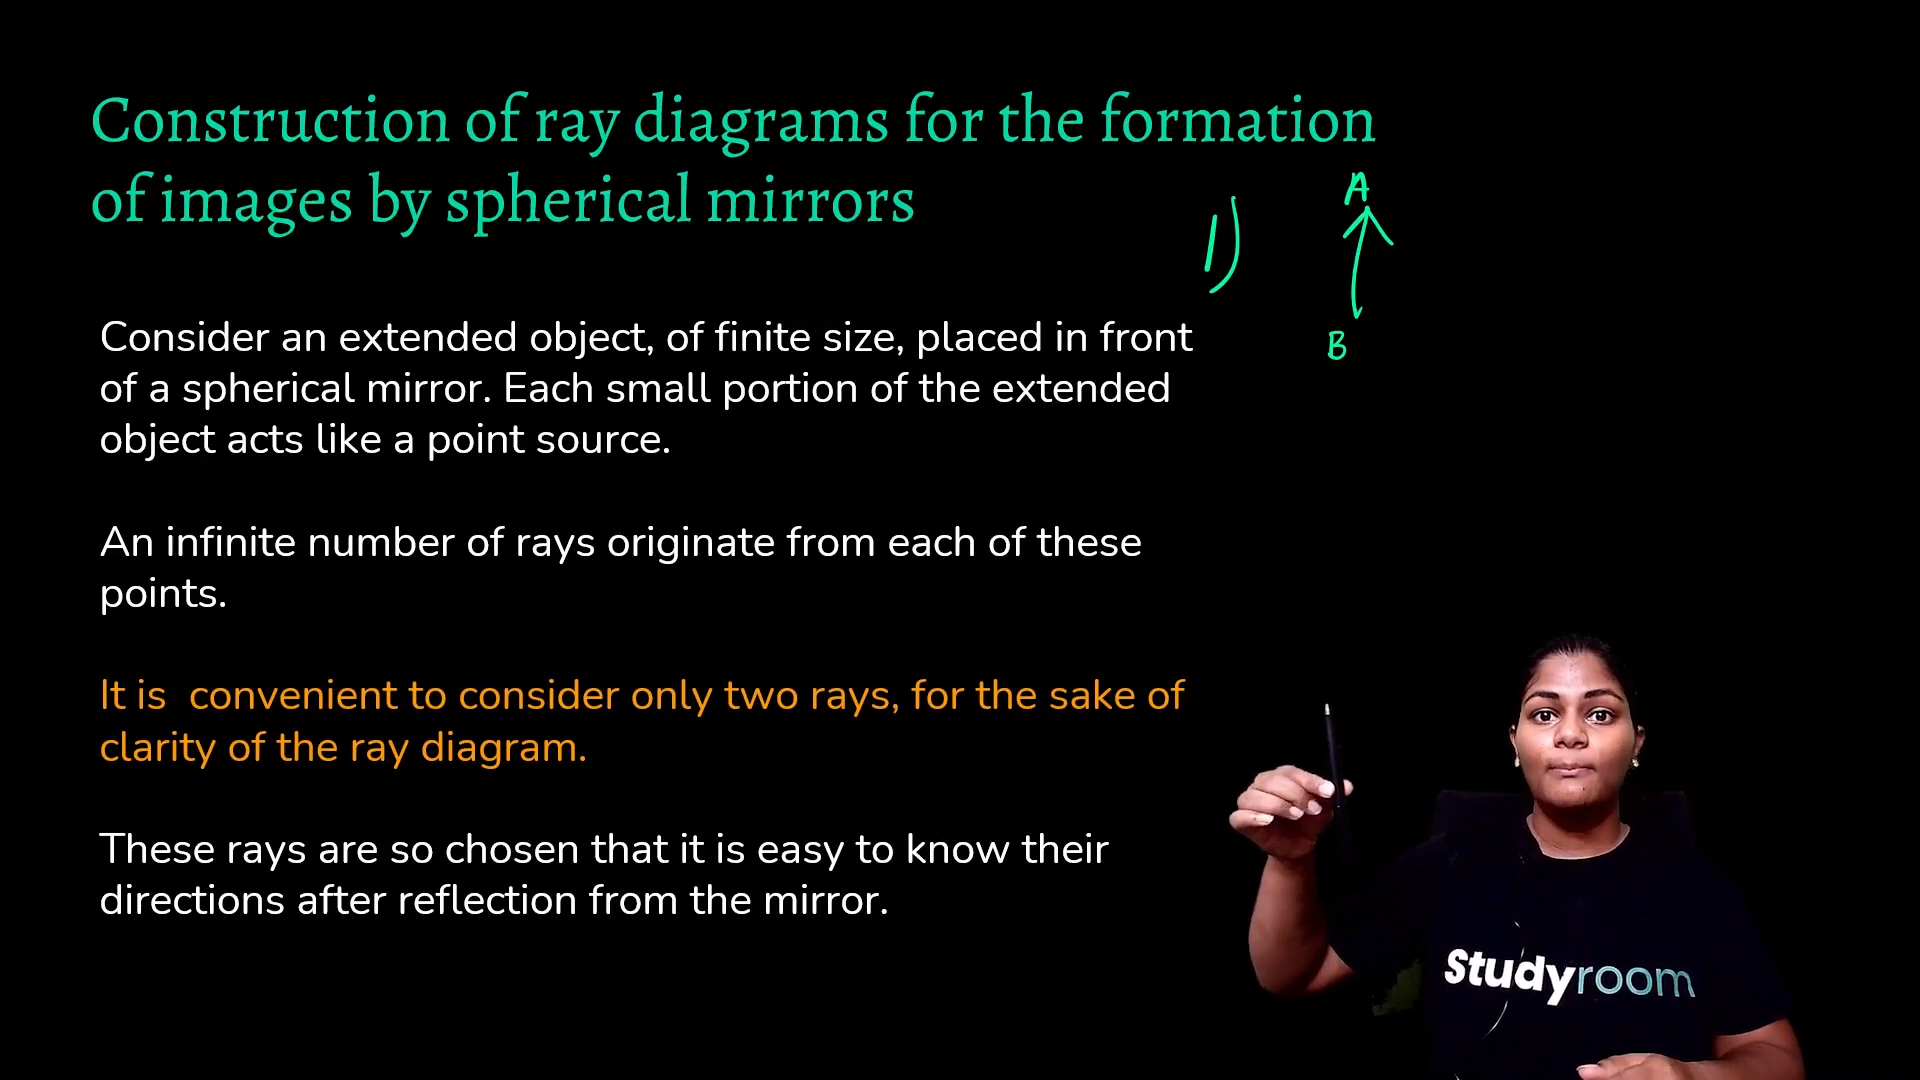 Construction of ray diagrams for the formation
of images by spherical mirrors
1)
A
B
Consider an extended object, of finite size, placed in front
of a spherical mirror. Each small portion of the extended
object acts like a point source.
An infinite number of rays originate from each of these
points.
It is  convenient to consider only two rays, for the sake of
clarity of the ray diagram.
These rays are so chosen that it is easy to know their
directions after reflection from the mirror.
Studyroom